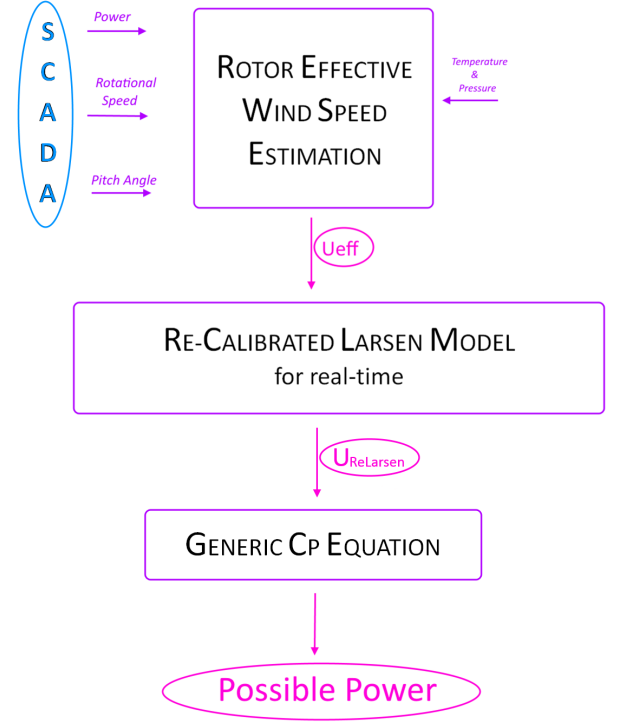 S
C
A
D
A
Power
Rotational
Speed
Pitch Angle
ROTOR EFFECTIVE
WIND SPEED
ESTIMATION
Temperature
&
Pressure
Ueff
RE-CALIBRATED LARSEN MODEL
for real-time
UReLarsen
GENERIC CP EQUATION
Possible Power